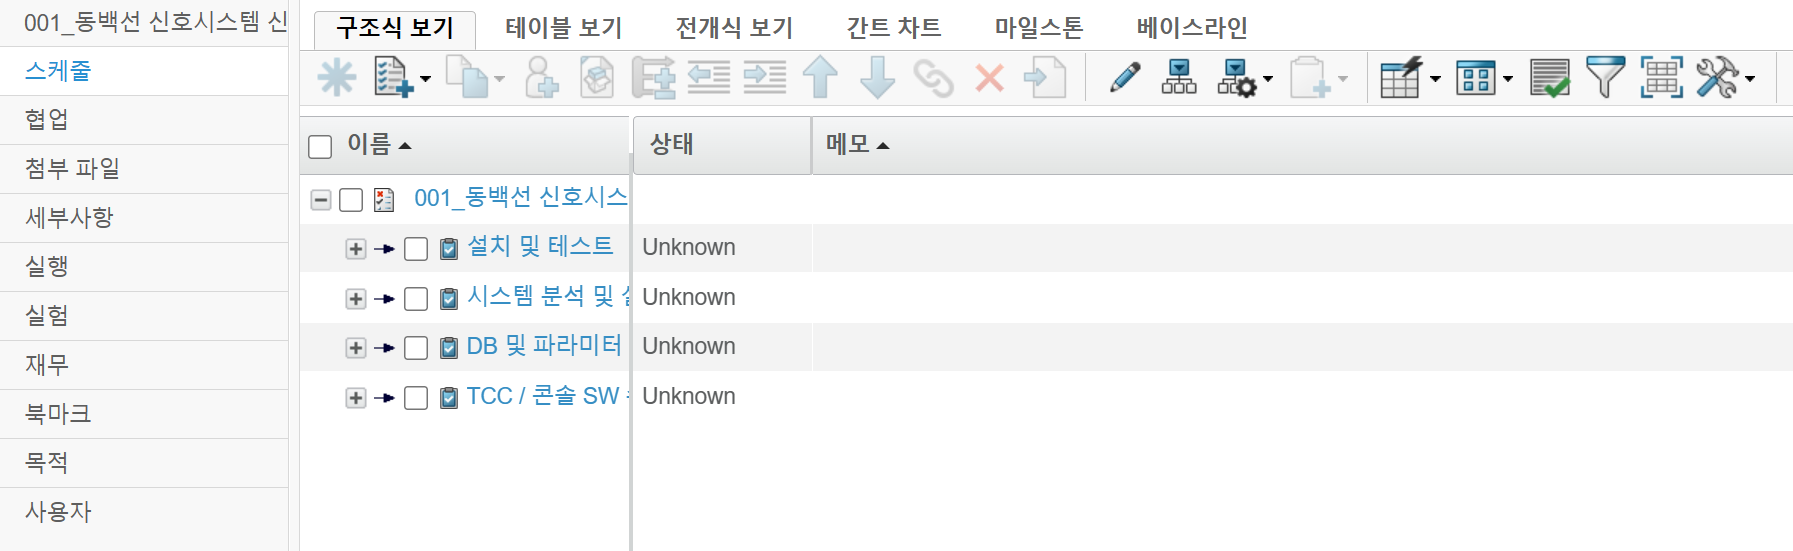 001_동백선 신호시스템 신
스케줄
협업
첨부 파일
세부사항
실행
실험
재무
북마크
목적
사용자
구조식 보기 테이블 보기 전개식 보기 간트 차트 마일스톤 베이스라인
이름 상태 메모
001_동백선 신호시스
설치 및 테스트 Unknown
시스템 분석 및 Unknown
DB 및 파라미터 Unknown
TCC / 콘솔 SW Unknown